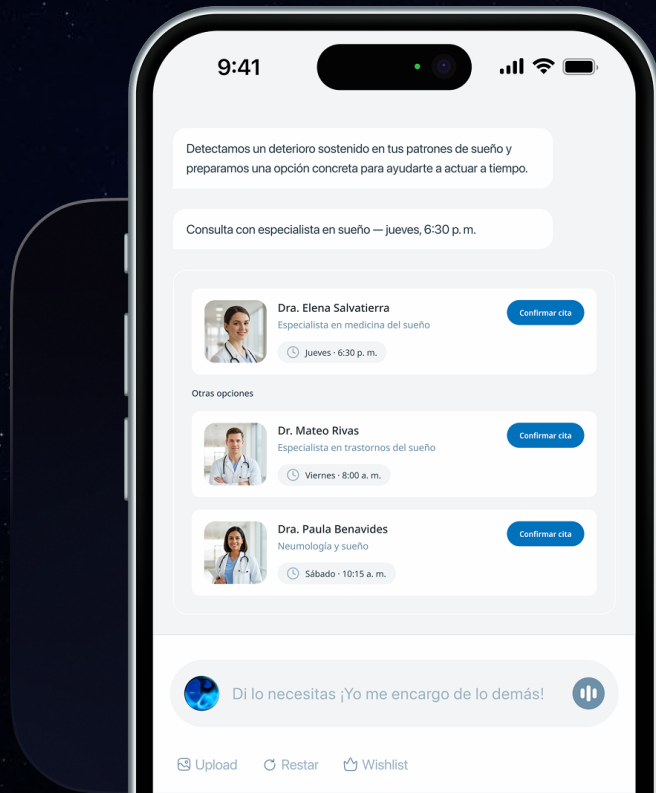 9:41
Detectamos un deterioro sostenido en tus patrones de sueño y
preparamos una opción concreta para ayudarte a actuar a tiempo.
Consulta con especialista en sueño — jueves, 6:30 p. m.
Dra. Elena Salvatierra
Especialista en medicina del sueño
Jueves · 6:30 p. m.
Confirmar cita
Otras opciones
Dr. Mateo Rivas
Especialista en trastornos del sueño
Viernes · 8:00 a. m.
Confirmar cita
Dra. Paula Benavides
Neumología y sueño
Sábado · 10:15 a. m.
Confirmar cita
Di lo necesitas ¡Yo me encargo de lo demás!
Upload Restar Wishlist